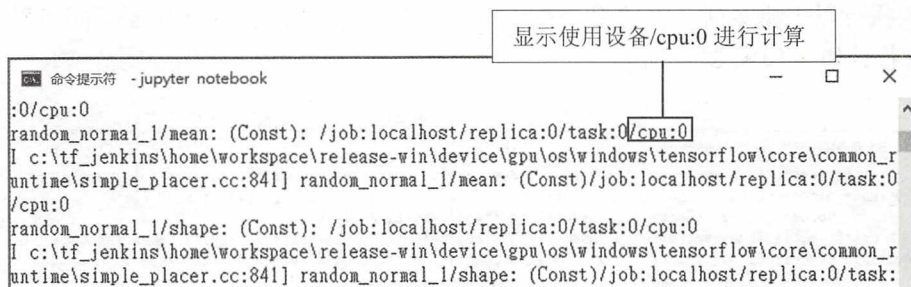 显示使用设备/cpu:0 进行计算
命令提示符 - jupyter notebook
:0/cpu:0
random_normal_1/mean: (Const): /job:localhost/replica:0/task:0/cpu:0
I c:\tf_jenkins\home\workspace\release-win\device\gpu\os\windows\tensorflow\core\common_r
untime\simple_placer.cc:841] random_normal_1/mean: (Const)/job:localhost/replica:0/task:0
/cpu:0
random_normal_1/shape: (Const): /job:localhost/replica:0/task:0/cpu:0
I c:\tf_jenkins\home\workspace\release-win\device\gpu\os\windows\tensorflow\core\common_r
untime\simple_placer.cc:841] random_normal_1/shape: (Const)/job:localhost/replica:0/task: